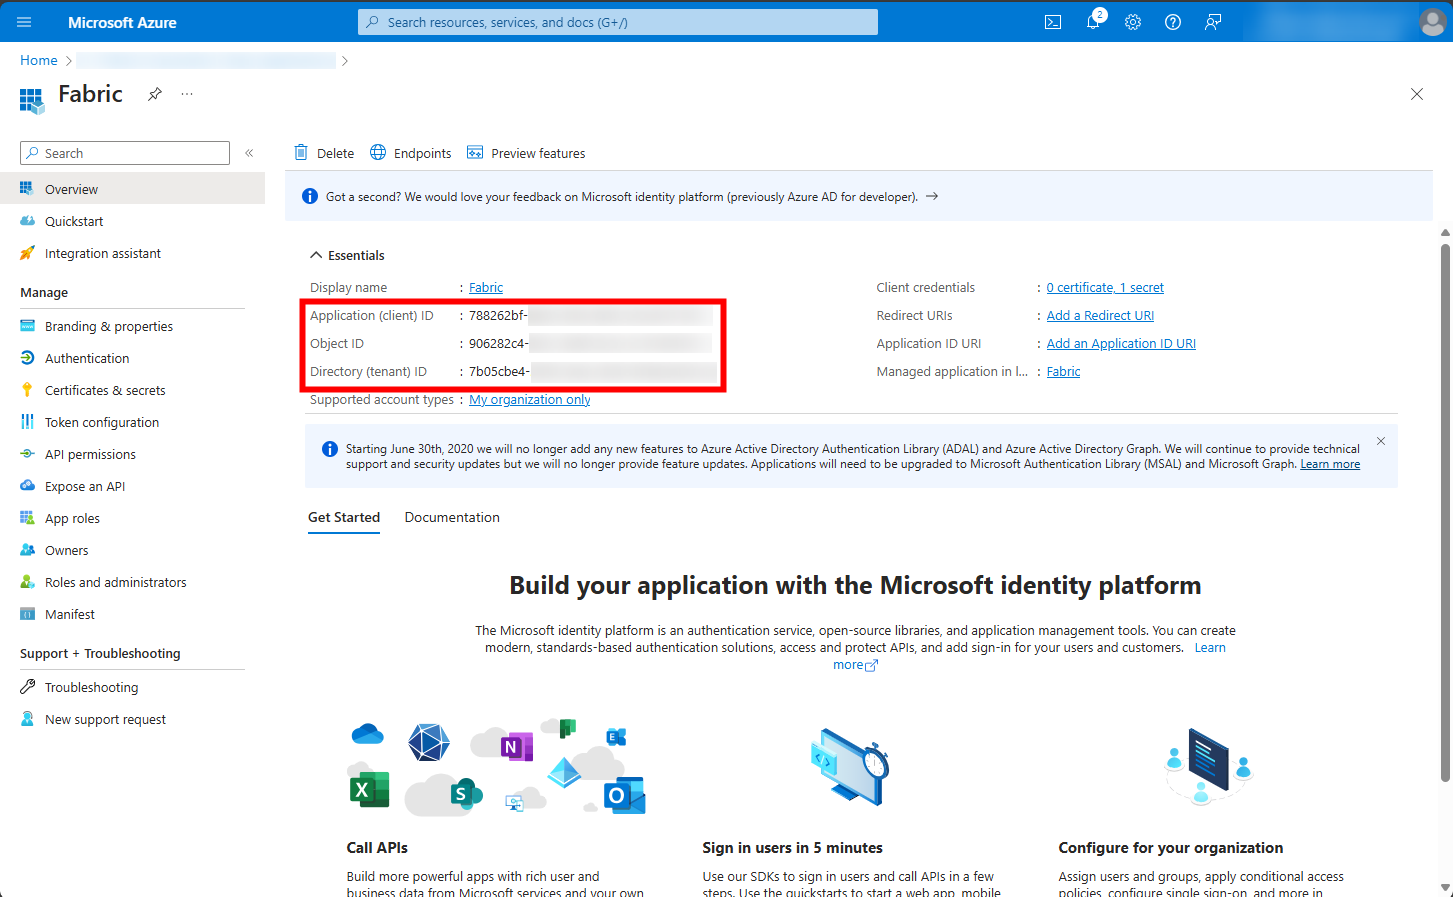 Microsoft Azure
Search resources, services, and docs (G+/)
2
Home
Fabric
Search
Delete
Endpoints
Preview features
Overview
Quickstart
Integration assistant
Manage
Branding & properties
Authentication
Certificates & secrets
Token configuration
API permissions
Expose an API
App roles
Owners
Roles and administrators
Manifest
Support + Troubleshooting
Troubleshooting
New support request
Got a second? We would love your feedback on Microsoft identity platform (previously Azure AD for developer).
Essentials
Display name : Fabric
Application (client) ID : 788262bf-
Object ID : 906282c4-
Directory (tenant) ID : 7b05cbe4-
Supported account types : My organization only
Client credentials : 0 certificate, 1 secret
Redirect URIs : Add a Redirect URI
Application ID URI : Add an Application ID URI
Managed application in l... : Fabric
Starting June 30th, 2020 we will no longer add any new features to Azure Active Directory Authentication Library (ADAL) and Azure Active Directory Graph. We will continue to provide technical
support and security updates but we will no longer provide feature updates. Applications will need to be upgraded to Microsoft Authentication Library (MSAL) and Microsoft Graph. Learn more
Get Started
Documentation
Build your application with the Microsoft identity platform
The Microsoft identity platform is an authentication service, open-source libraries, and application management tools. You can create
modern, standards-based authentication solutions, access and protect APIs, and add sign-in for your users and customers. Learn
more
N
E
X
S
O
Call APIs
Build more powerful apps with rich user and
business data from Microsoft services and your own
Sign in users in 5 minutes
Use our SDKs to sign in users and call APIs in a few
steps. Use the quickstarts to start a web app, mobile
Configure for your organization
Assign users and groups, apply conditional access
policies, configure single sign-on, and more in